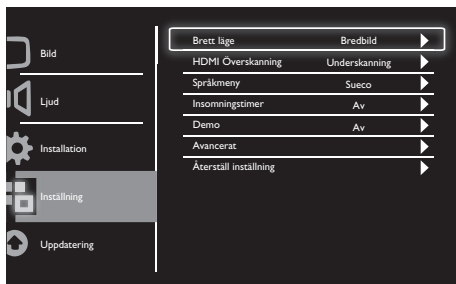 Bild
Ljud
Installation
Inställning
Uppdatering
Brett läge Bredbild
HDMI Överskanning Underskanning
Språkmeny Sueco
Insomningstimer Av
Demo Av
Avancerat
Återställ inställning